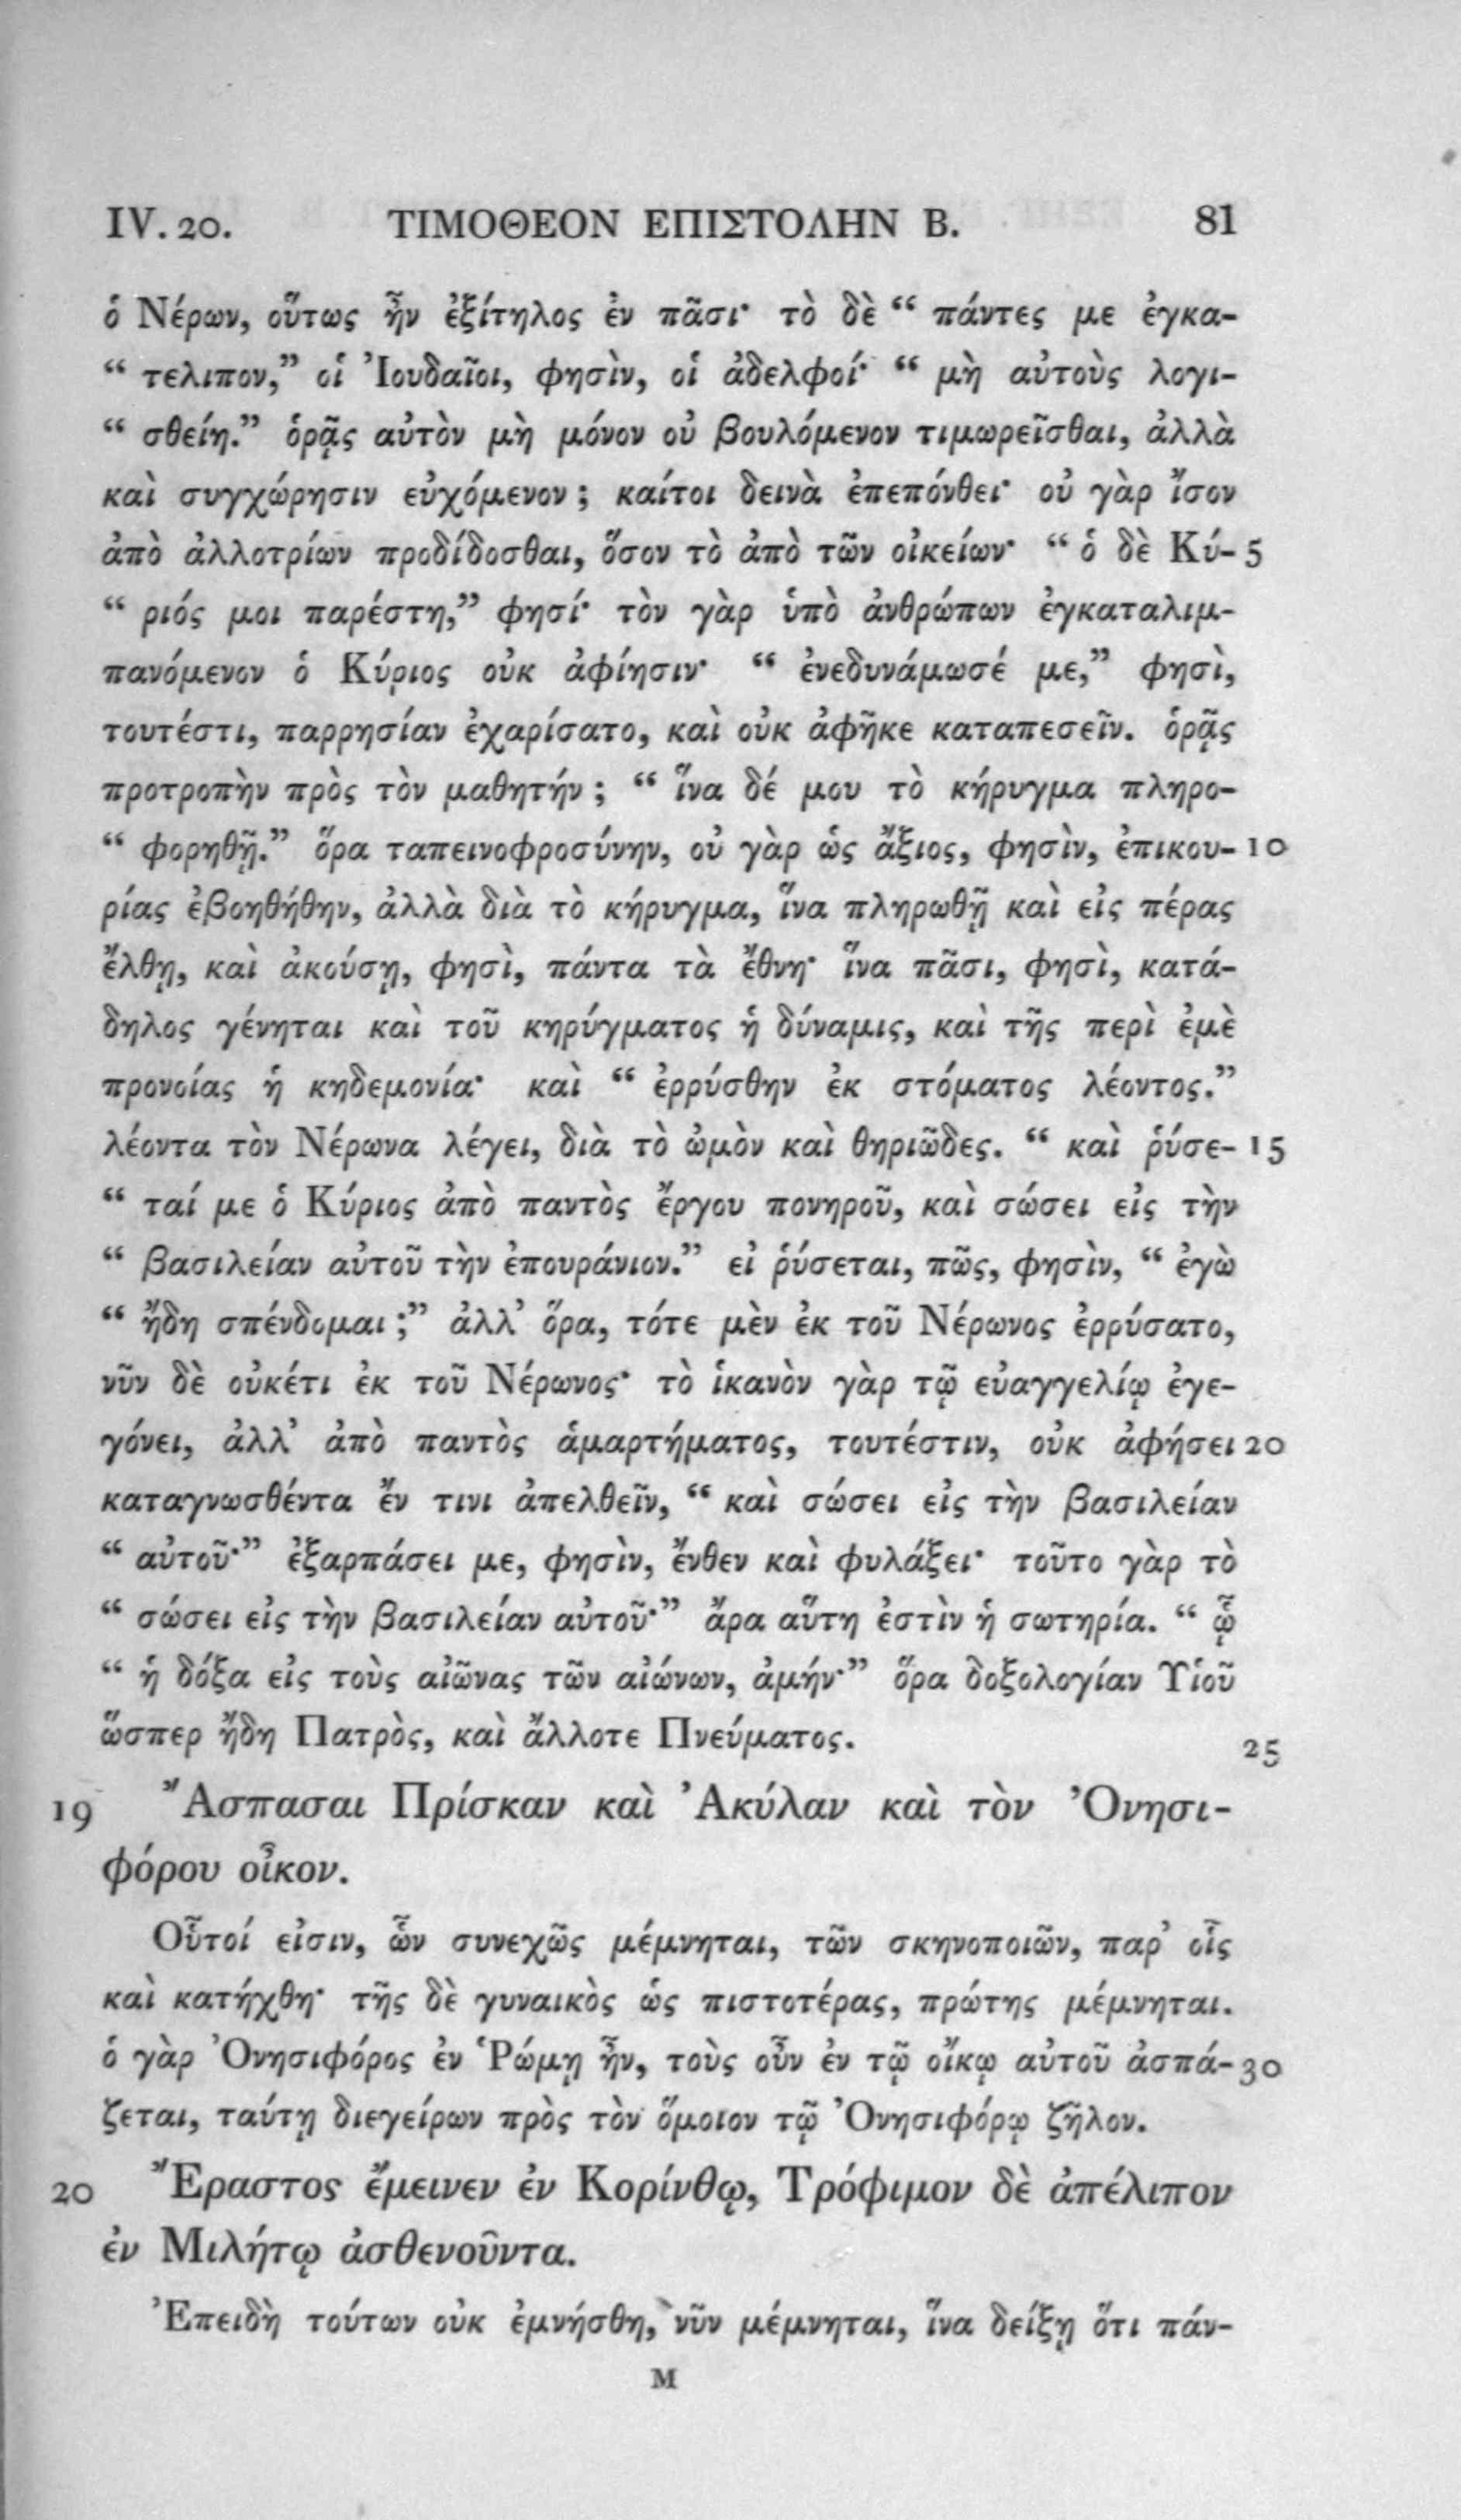 IV. 20. ΤΙΜΟΘΕΟΝ ΕΠΙΣΤΟΛΗΝ Β. 81
ὁ Νέρων, οὕτως ἦν ἐξίτηλος ἐν πᾶσι· τὸ δὲ “ πάντες με ἐγκα-
“ τελιπον,” οἱ Ἰουδαῖοι, φησὶν, οἱ ἀδελφοί· “ μὴ αὐτοὺς λογι-
“ σθείη.” ὁρᾷς αὐτὸν μὴ μόνον οὐ βουλόμενον τιμωρεῖσθαι, ἀλλὰ
καὶ συγχώρησιν εὐχόμενον ; καίτοι δεινὰ ἐπεπόνθει· οὐ γὰρ ἴσον
ἀπὸ ἀλλοτρίων προδίδοσθαι, ὅσον τὸ ἀπὸ τῶν οἰκείων· “ ὁ δὲ Κύ- 5
“ ριός μοι παρέστη,” φησί· τὸν γὰρ ὑπὸ ἀνθρώπων ἐγκαταλιμ-
πανόμενον ὁ Κύριος οὐκ ἀφίησιν· “ ἐνεδυνάμωσέ με,” φησὶ,
τουτέστι, παρρησίαν ἐχαρίσατο, καὶ οὐκ ἀφῆκε καταπεσεῖν. ὁρᾷς
προτροπὴν πρὸς τὸν μαθητήν ; “ ἵνα δέ μου τὸ κήρυγμα πληρο-
“ φορηθῇ.” ὅρα ταπεινοφροσύνην, οὐ γὰρ ὡς ἄξιος, φησὶν, ἐπικου- 10
ρίας ἐβοηθήθην, ἀλλὰ διὰ τὸ κήρυγμα, ἵνα πληρωθῇ καὶ εἰς πέρας
ἔλθῃ, καὶ ἀκούσῃ, φησὶ, πάντα τὰ ἔθνη· ἵνα πᾶσι, φησὶ, κατά-
δηλος γένηται καὶ τοῦ κηρύγματος ἡ δύναμις, καὶ τῆς περὶ ἐμὲ
προνοίας ἡ κηδεμονία· καὶ “ ἐρρύσθην ἐκ στόματος λέοντος.”
λέοντα τὸν Νέρωνα λέγει, διὰ τὸ ὠμὸν καὶ θηριῶδες. “ καὶ ῥύσε- 15
“ ταί με ὁ Κύριος ἀπὸ παντὸς ἔργου πονηροῦ, καὶ σώσει εἰς τὴν
“ βασιλείαν αὐτοῦ τὴν ἐπουράνιον.” εἰ ῥύσεται, πῶς, φησὶν, “ ἐγὼ
“ ἤδη σπένδομαι ;” ἀλλ’ ὅρα, τότε μὲν ἐκ τοῦ Νέρωνος ἐρρύσατο,
νῦν δὲ οὐκέτι ἐκ τοῦ Νέρωνος· τὸ ἱκανὸν γὰρ τῷ εὐαγγελίῳ ἐγε-
γόνει, ἀλλ’ ἀπὸ παντὸς ἁμαρτήματος, τουτέστιν, οὐκ ἀφήσει 20
καταγνωσθέντα ἔν τινι ἀπελθεῖν, “ καὶ σώσει εἰς τὴν βασιλείαν
“ αὐτοῦ·” ἐξαρπάσει με, φησὶν, ἔνθεν καὶ φυλάξει· τοῦτο γὰρ τὸ
“ σώσει εἰς τὴν βασιλείαν αὐτοῦ·” ἄρα αὕτη ἐστὶν ἡ σωτηρία. “ ᾧ
“ ἡ δόξα εἰς τοὺς αἰῶνας τῶν αἰώνων, ἀμήν·” ὅρα δοξολογίαν Υἱοῦ
ὥσπερ ἤδη Πατρὸς, καὶ ἄλλοτε Πνεύματος. 25
19 Ἄσπασαι Πρίσκαν καὶ Ἀκύλαν καὶ τὸν Ὀνησι-
φόρου οἶκον.
Οὗτοί εἰσιν, ὧν συνεχῶς μέμνηται, τῶν σκηνοποιῶν, παρ’ οἷς
καὶ κατήχθη· τῆς δὲ γυναικὸς ὡς πιστοτέρας, πρώτης μέμνηται.
ὁ γὰρ Ὀνησιφόρος ἐν Ῥώμῃ ἦν, τοὺς οὖν ἐν τῷ οἴκῳ αὐτοῦ ἀσπά- 30
ζεται, ταύτῃ διεγείρων πρὸς τὸν ὅμοιον τῷ Ὀνησιφόρῳ ζῆλον.
20 Ἔραστος ἔμεινεν ἐν Κορίνθῳ, Τρόφιμον δὲ ἀπέλιπον
ἐν Μιλήτῳ ἀσθενοῦντα.
Ἐπειδὴ τούτων οὐκ ἐμνήσθη, νῦν μέμνηται, ἵνα δείξῃ ὅτι πάν-
M